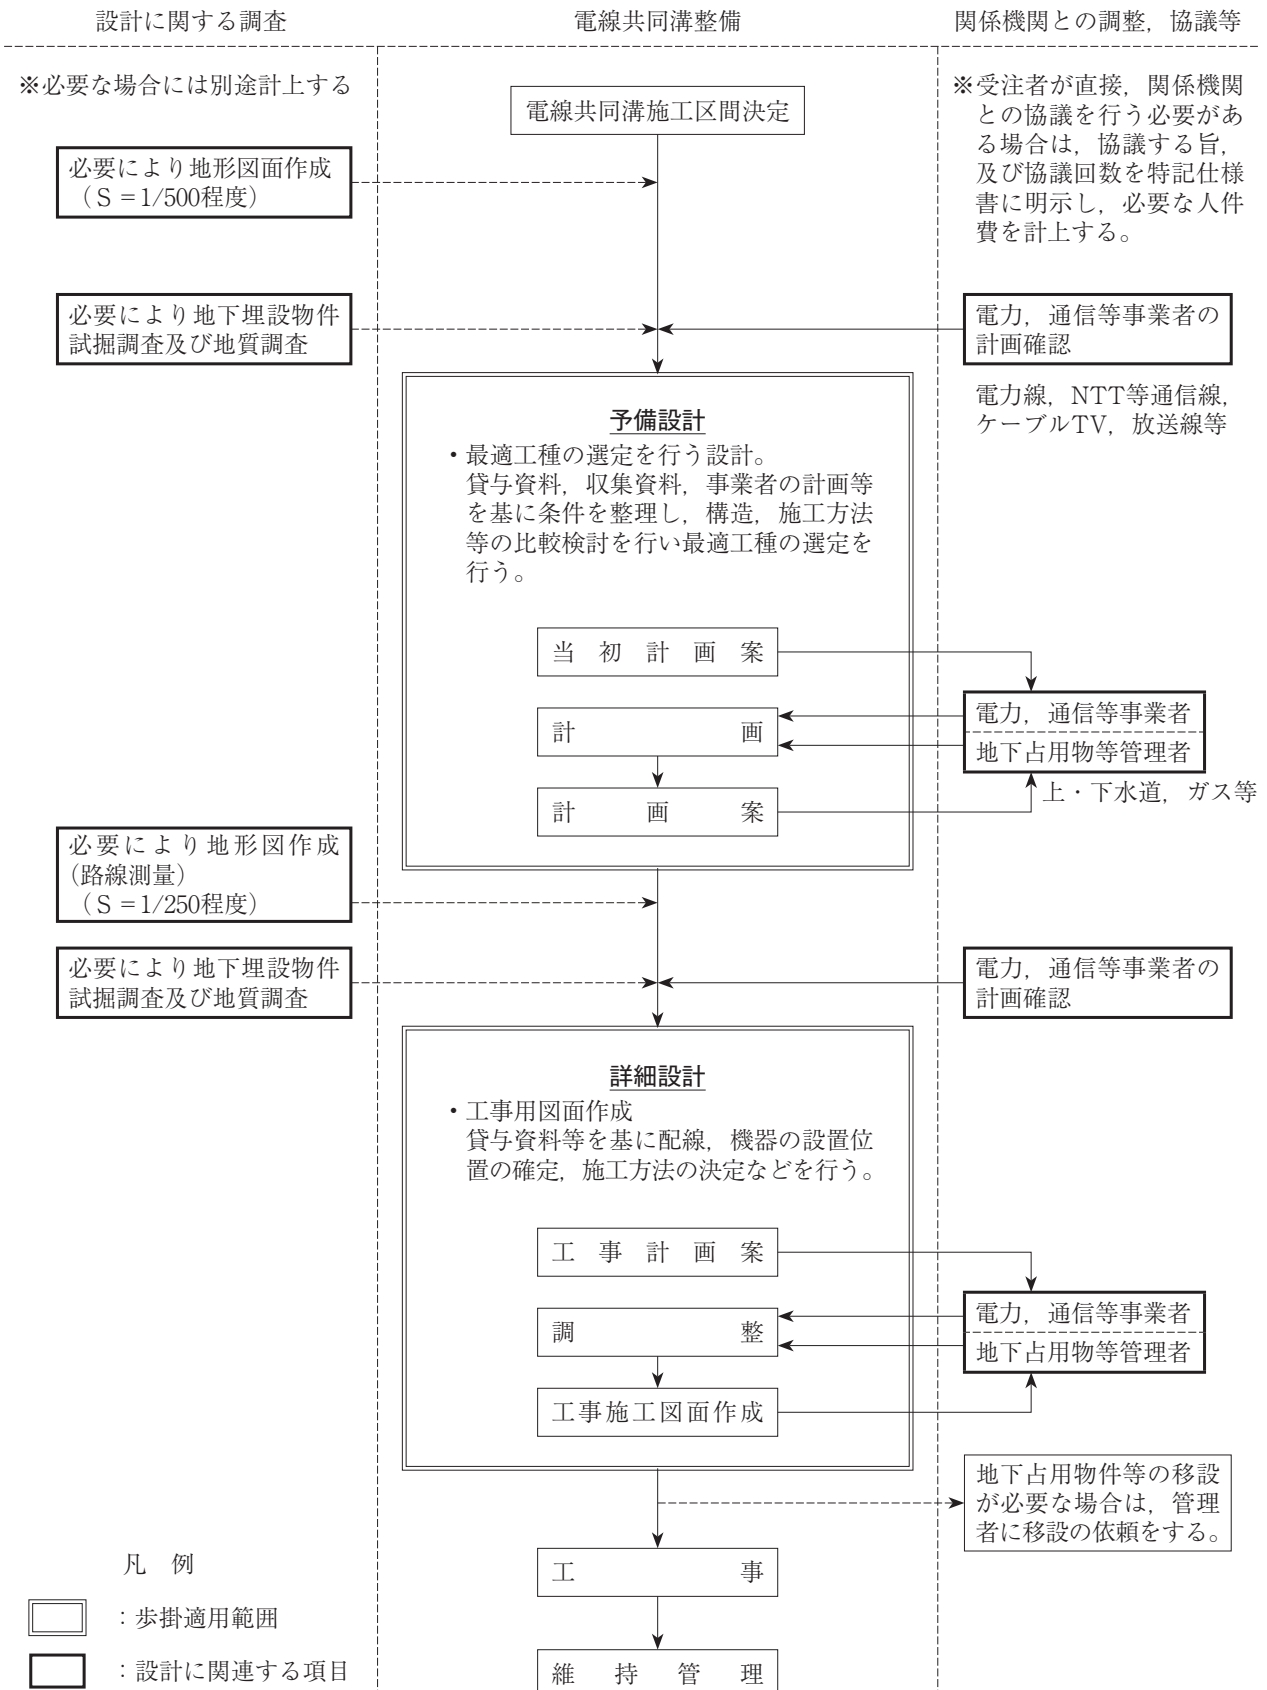 設計に関する調査
電線共同溝整備
関係機関との調整，協議等
※必要な場合には別途計上する
電線共同溝施工区間決定
※受注者が直接，関係機関
との協議を行う必要があ
る場合は，協議する旨，
及び協議回数を特記仕様
書に明示し，必要な人件
費を計上する。
必要により地形図面作成
（Ｓ＝1/500程度）
必要により地下埋設物件
試掘調査及び地質調査
電力，通信等事業者の
計画確認
電力線，NTT等通信線，
ケーブルTV，放送線等
予備設計
・最適工種の選定を行う設計。
貸与資料，収集資料，事業者の計画等
を基に条件を整理し，構造，施工方法
等の比較検討を行い最適工種の選定を
行う。
当初計画案
計画
計画案
電力，通信等事業者
地下占用物等管理者
上・下水道，ガス等
必要により地形図作成
（路線測量）
（Ｓ＝1/250程度）
必要により地下埋設物件
試掘調査及び地質調査
電力，通信等事業者の
計画確認
詳細設計
・工事用図面作成
貸与資料等を基に配線，機器の設置位
置の確定，施工方法の決定などを行う。
工事計画案
調整
工事施工図面作成
電力，通信等事業者
地下占用物等管理者
地下占用物件等の移設
が必要な場合は，管理
者に移設の依頼をする。
工事
維持管理
凡 例
：歩掛適用範囲
：設計に関連する項目